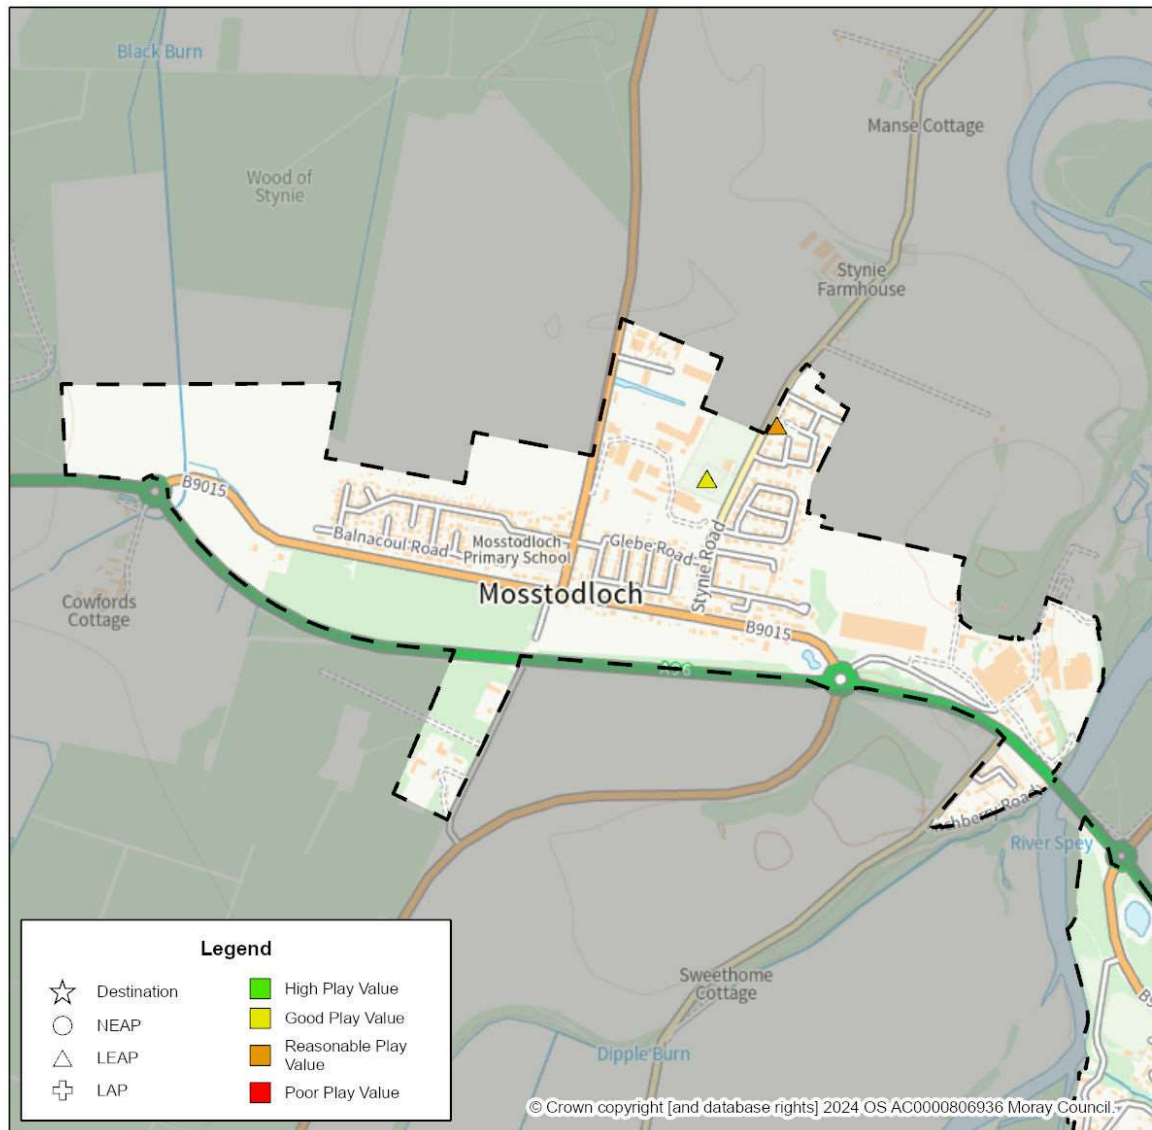 Black Burn
Manse Cottage
Wood of
Stynie
Stynie
Farmhouse
B9015
Balnacoul Road
Mosstodloch
Primary School
Glebe Road
Stynie Road
Cowfords
Cottage
Mosstodloch
B9015
A96
River Spey
Sweethome
Cottage
Dipple Burn
Legend
Destination
NEAP
LEAP
LAP
High Play Value
Good Play Value
Reasonable Play
Value
Poor Play Value
© Crown copyright [and database rights] 2024 OS AC0000806936 Moray Council.